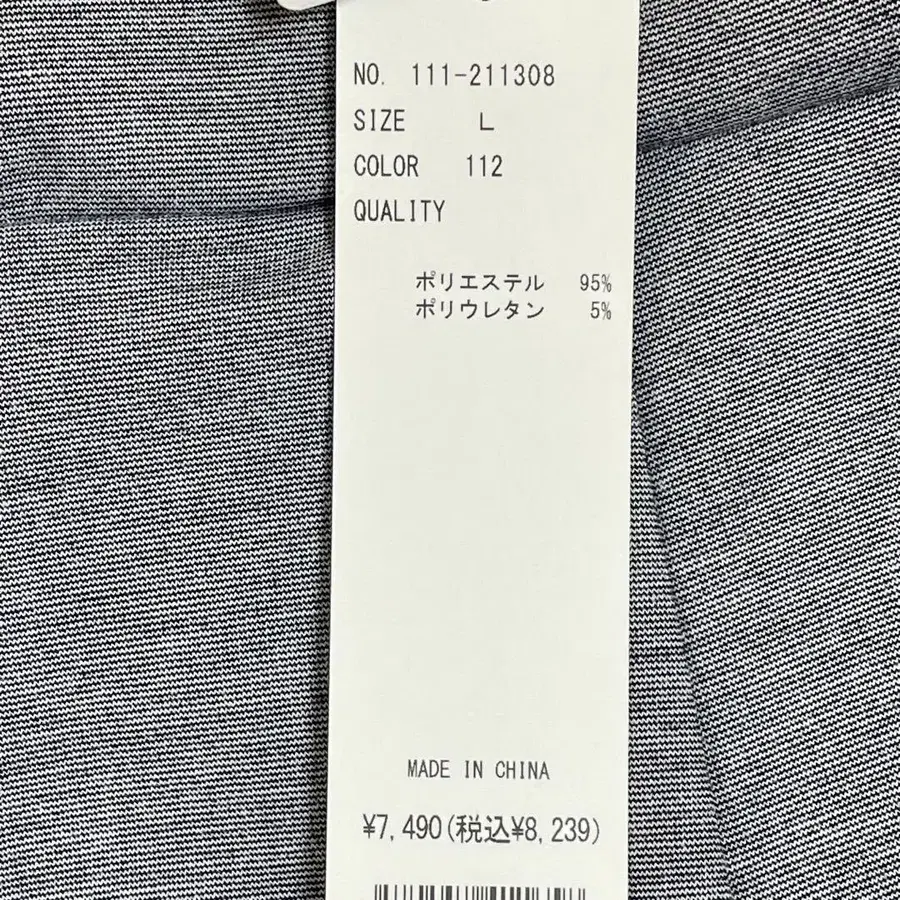 NO. 111-211308
SIZE L
COLOR 112
QUALITY
ポリエステル 95%
ポリウレタン 5%
MADE IN CHINA
¥7,490(税込¥8,239)